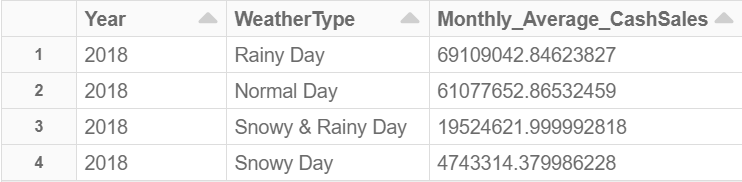 Year WeatherType Monthly_Average_CashSales
1 2018 Rainy Day 69109042.84623827
2 2018 Normal Day 61077652.86532459
3 2018 Snowy & Rainy Day 19524621.999992818
4 2018 Snowy Day 4743314.379986228